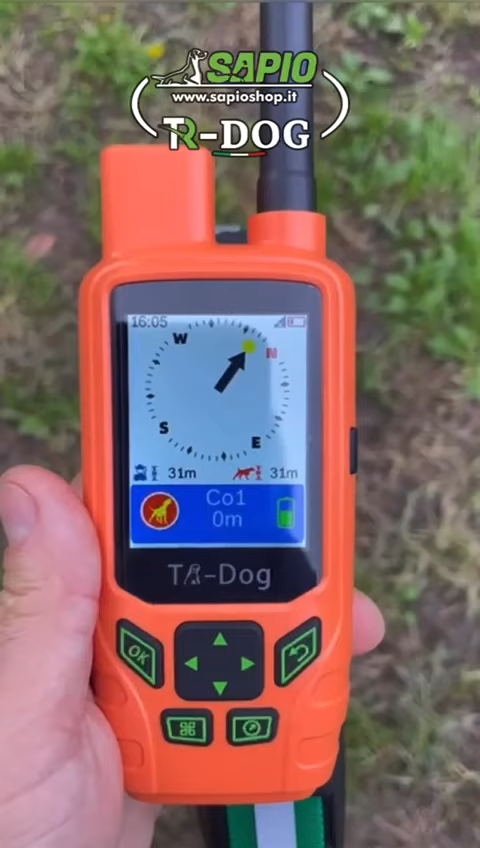 SAPIO
www.sapioshop.it
TR-DOG
16:05
W
N
S
E
31m
31m
Co1
0m
TR-Dog
OK